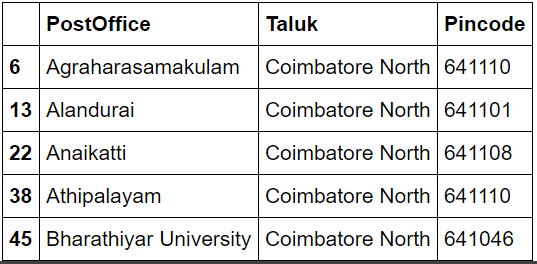 PostOffice Taluk Pincode
6 Agraharasamakulam Coimbatore North 641110
13 Alandurai Coimbatore North 641101
22 Anaikatti Coimbatore North 641108
38 Athipalayam Coimbatore North 641110
45 Bharathiyar University Coimbatore North 641046